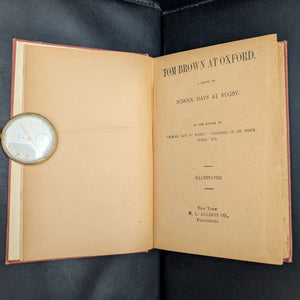 TOM BROWN AT OXFORD.
A SEQUEL TO
SCHOOL DAYS AT RUGBY.
BY THE AUTHOR OF
"SCHOOL DAYS AT RUGBY," "SCOURING OF THE WHITE
HORSE," ETC.
ILLUSTRATED
NEW YORK
W. L. ALLISON CO.,
PUBLISHERS.